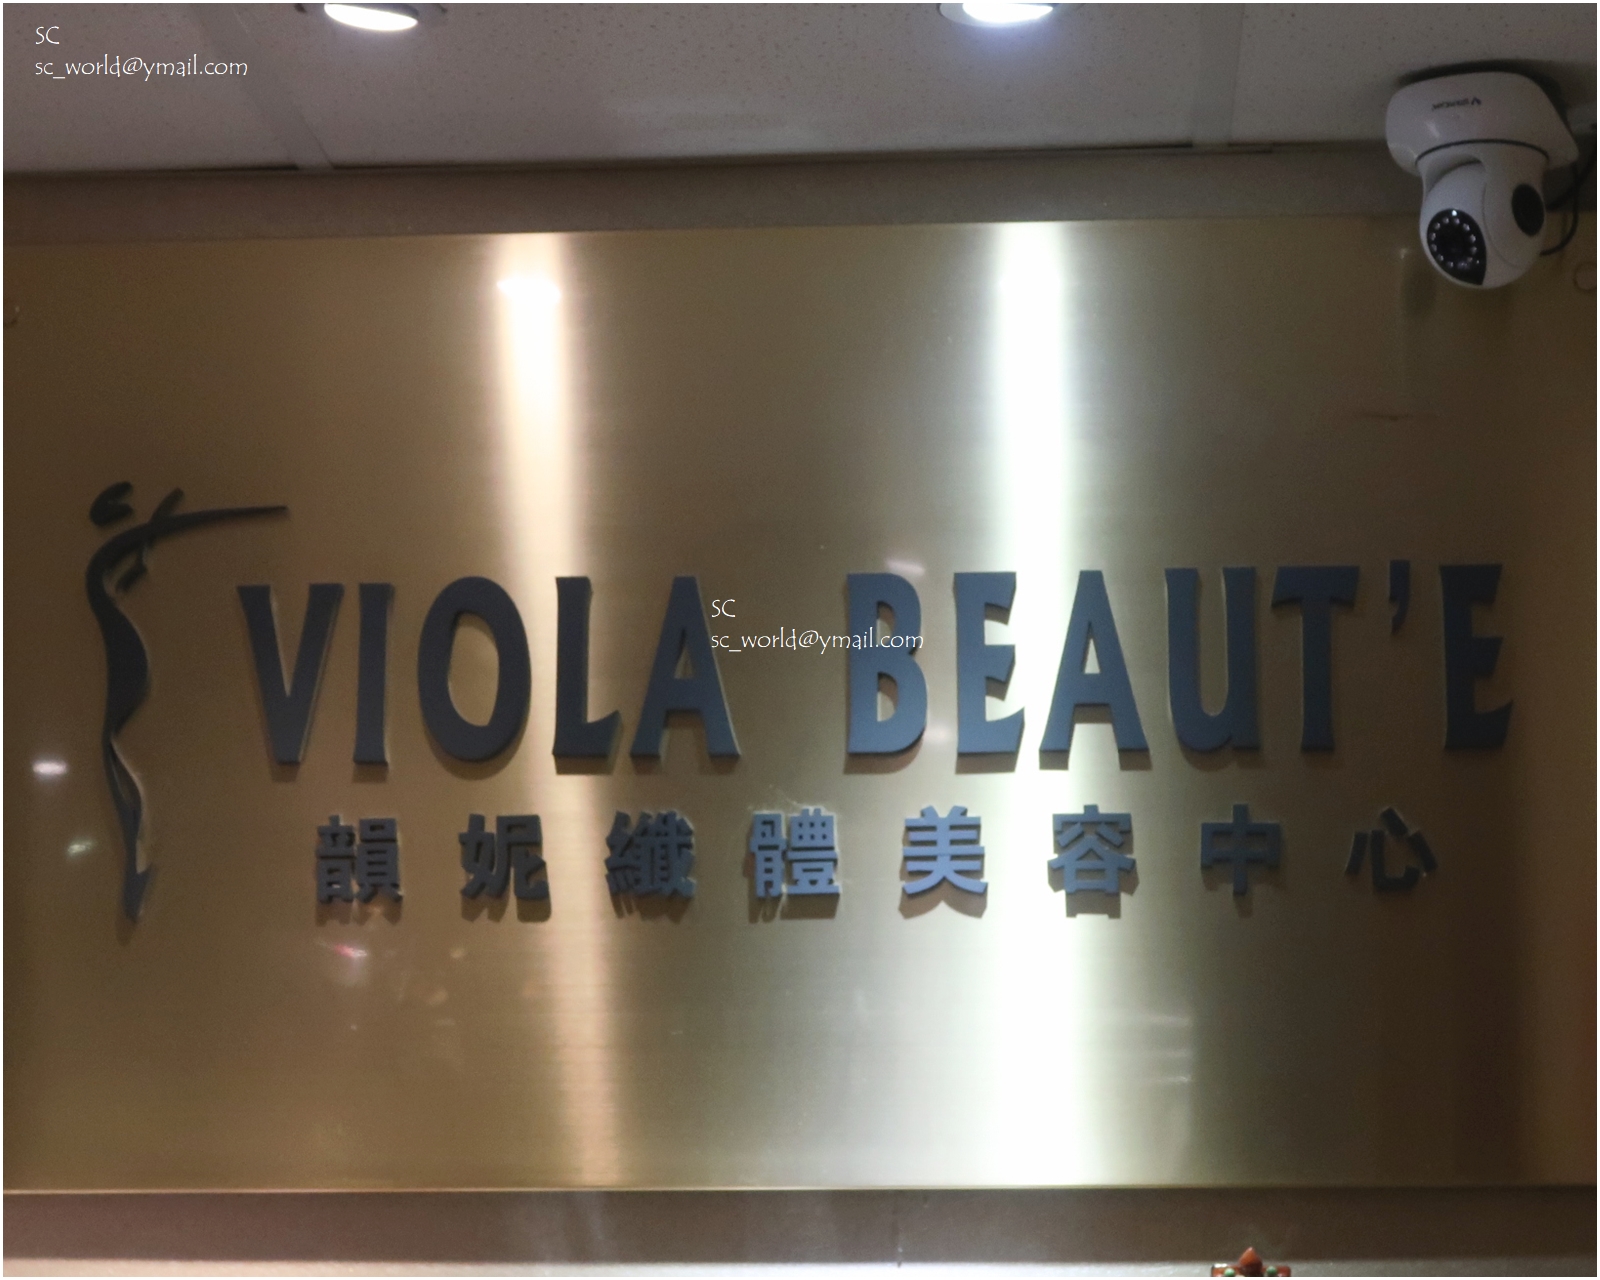 SC
sc_world@ymail.com
VIOLA BEAUT'E
SC
sc_world@ymail.com
韻妮纖體美容中心